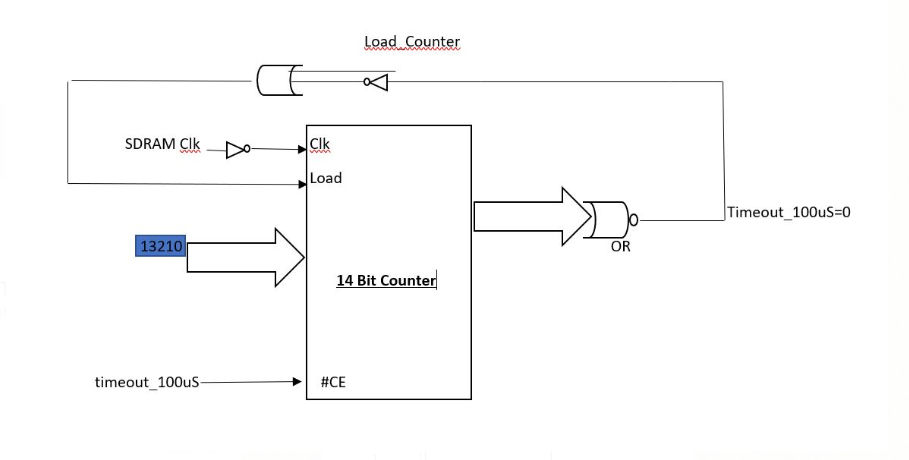 Load_Counter
SDRAM Clk
Clk
Load
Timeout_100uS=0
13210
OR
14 Bit Counter
timeout_100uS
#CE